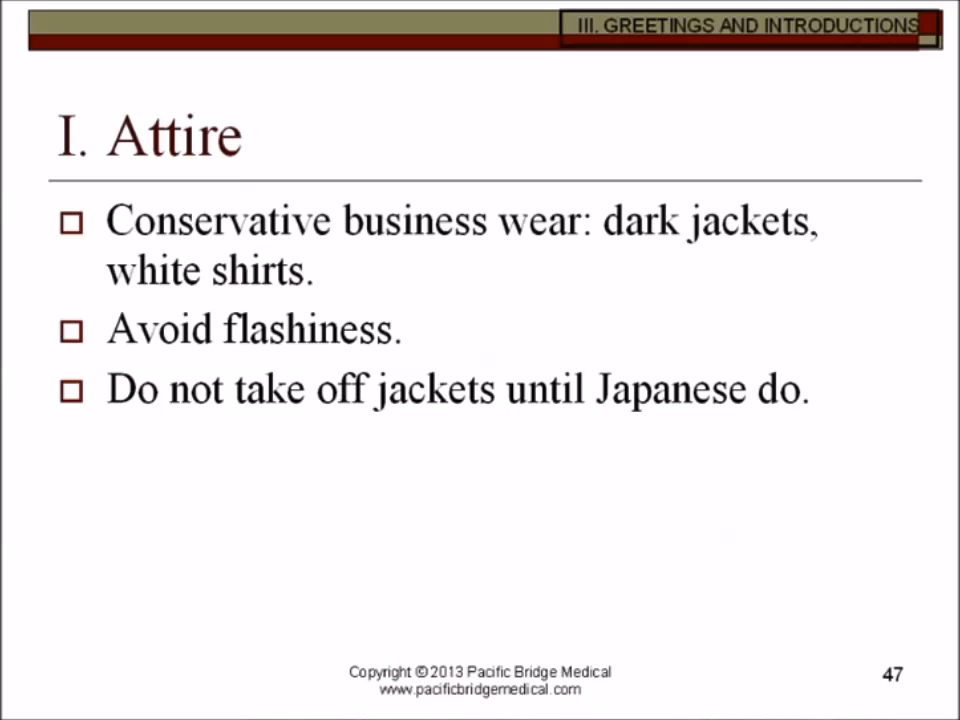 III. GREETINGS AND INTRODUCTIONS
I. Attire
Conservative business wear: dark jackets,
white shirts.
Avoid flashiness.
Do not take off jackets until Japanese do.
Copyright © 2013 Pacific Bridge Medical
www.pacificbridgemedical.com
47